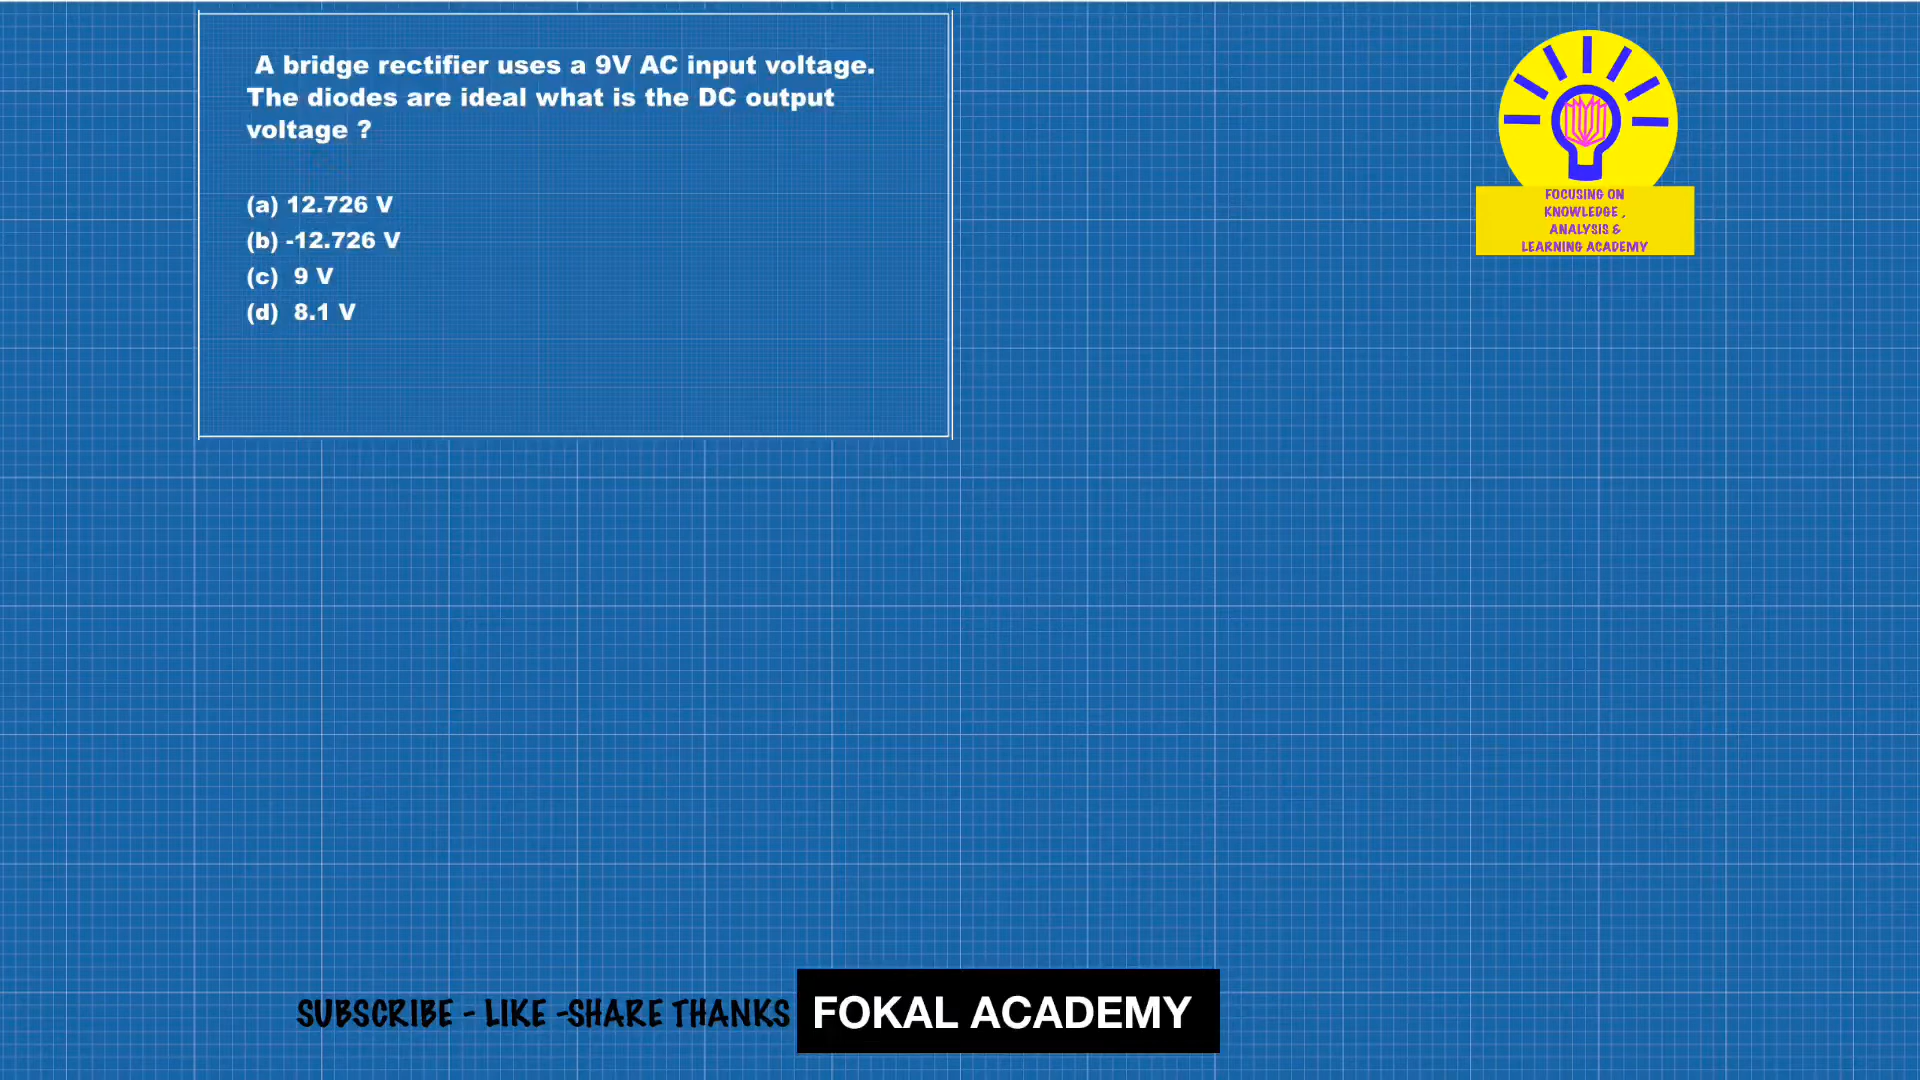 A bridge rectifier uses a 9V AC input voltage.
The diodes are ideal what is the DC output
voltage ?
(a) 12.726 V
(b) -12.726 V
(c) 9 V
(d) 8.1 V
FOCUSING ON
KNOWLEDGE ,
ANALYSIS &
LEARNING ACADEMY
SUBSCRIBE - LIKE -SHARE THANKS FOKAL ACADEMY